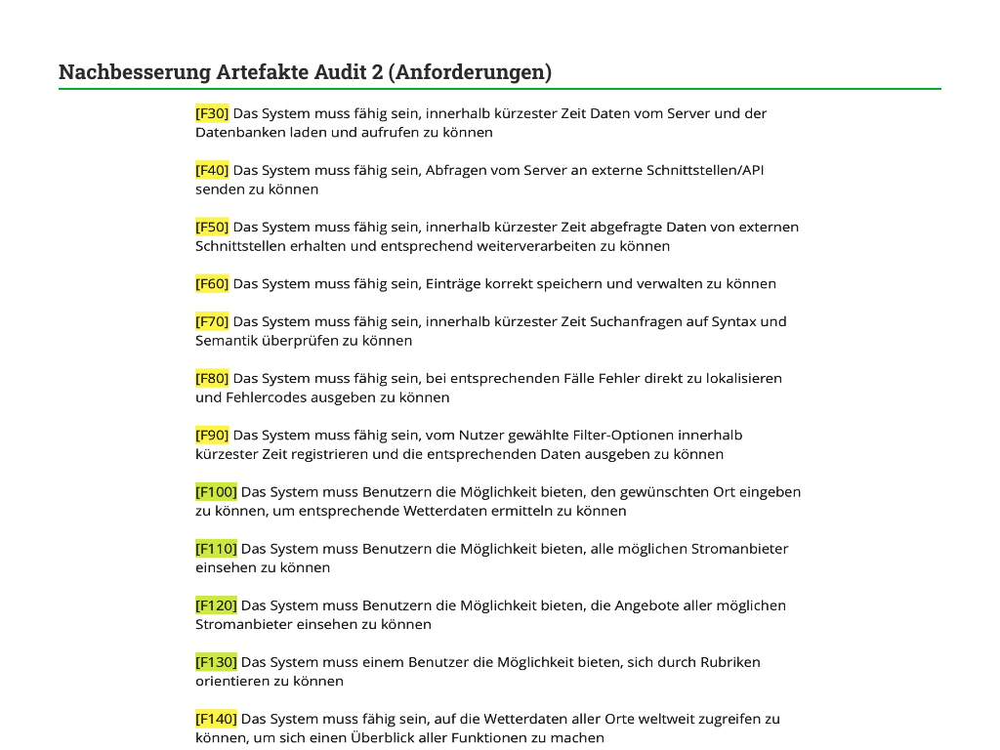 Nachbesserung Artefakte Audit 2 (Anforderungen)
[F30] Das System muss fähig sein, innerhalb kürzester Zeit Daten vom Server und der
Datenbanken laden und aufrufen zu können
[F40] Das System muss fähig sein, Abfragen vom Server an externe Schnittstellen/API
senden zu können
[F50] Das System muss fähig sein, innerhalb kürzester Zeit abgefragte Daten von externen
Schnittstellen erhalten und entsprechend weiterverarbeiten zu können
[F60] Das System muss fähig sein, Einträge korrekt speichern und verwalten zu können
[F70] Das System muss fähig sein, innerhalb kürzester Zeit Suchanfragen auf Syntax und
Semantik überprüfen zu können
[F80] Das System muss fähig sein, bei entsprechenden Fälle Fehler direkt zu lokalisieren
und Fehlercodes ausgeben zu können
[F90] Das System muss fähig sein, vom Nutzer gewählte Filter-Optionen innerhalb
kürzester Zeit registrieren und die entsprechenden Daten ausgeben zu können
[F100] Das System muss Benutzern die Möglichkeit bieten, den gewünschten Ort eingeben
zu können, um entsprechende Wetterdaten ermitteln zu können
[F110] Das System muss Benutzern die Möglichkeit bieten, alle möglichen Stromanbieter
einsehen zu können
[F120] Das System muss Benutzern die Möglichkeit bieten, die Angebote aller möglichen
Stromanbieter einsehen zu können
[F130] Das System muss einem Benutzer die Möglichkeit bieten, sich durch Rubriken
orientieren zu können
[F140] Das System muss fähig sein, auf die Wetterdaten aller Orte weltweit zugreifen zu
können, um sich einen Überblick aller Funktionen zu machen